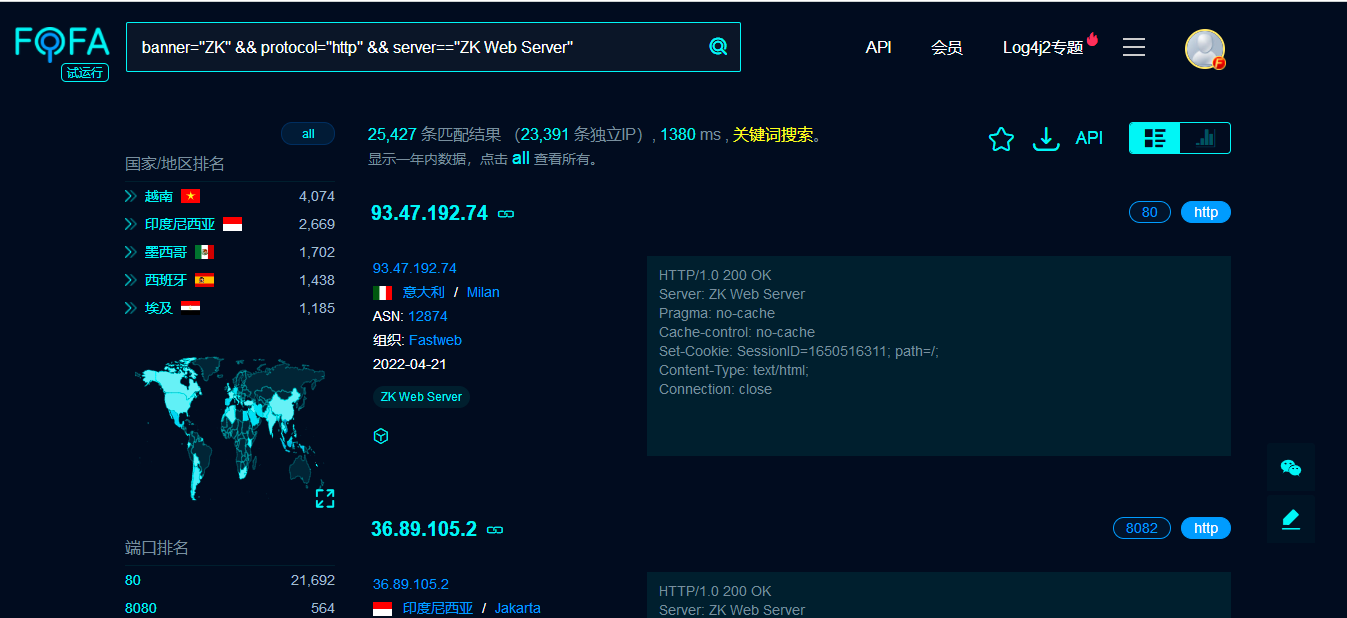 FOFA
试运行
banner="ZK" && protocol="http" && server=="ZK Web Server"
API
会员
Log4j2专题
F
all
国家/地区排名
越南 4,074
印度尼西亚 2,669
墨西哥 1,702
西班牙 1,438
埃及 1,185
端口排名
80 21,692
8080 564
25,427 条匹配结果 （23,391 条独立IP）, 1380 ms , 关键词搜索。
显示一年内数据，点击 all 查看所有。
API
93.47.192.74
80 http
93.47.192.74
意大利 / Milan
ASN: 12874
组织: Fastweb
2022-04-21
ZK Web Server
HTTP/1.0 200 OK
Server: ZK Web Server
Pragma: no-cache
Cache-control: no-cache
Set-Cookie: SessionID=1650516311; path=/;
Content-Type: text/html;
Connection: close
36.89.105.2
8082 http
36.89.105.2
印度尼西亚 / Jakarta
HTTP/1.0 200 OK
Server: ZK Web Server